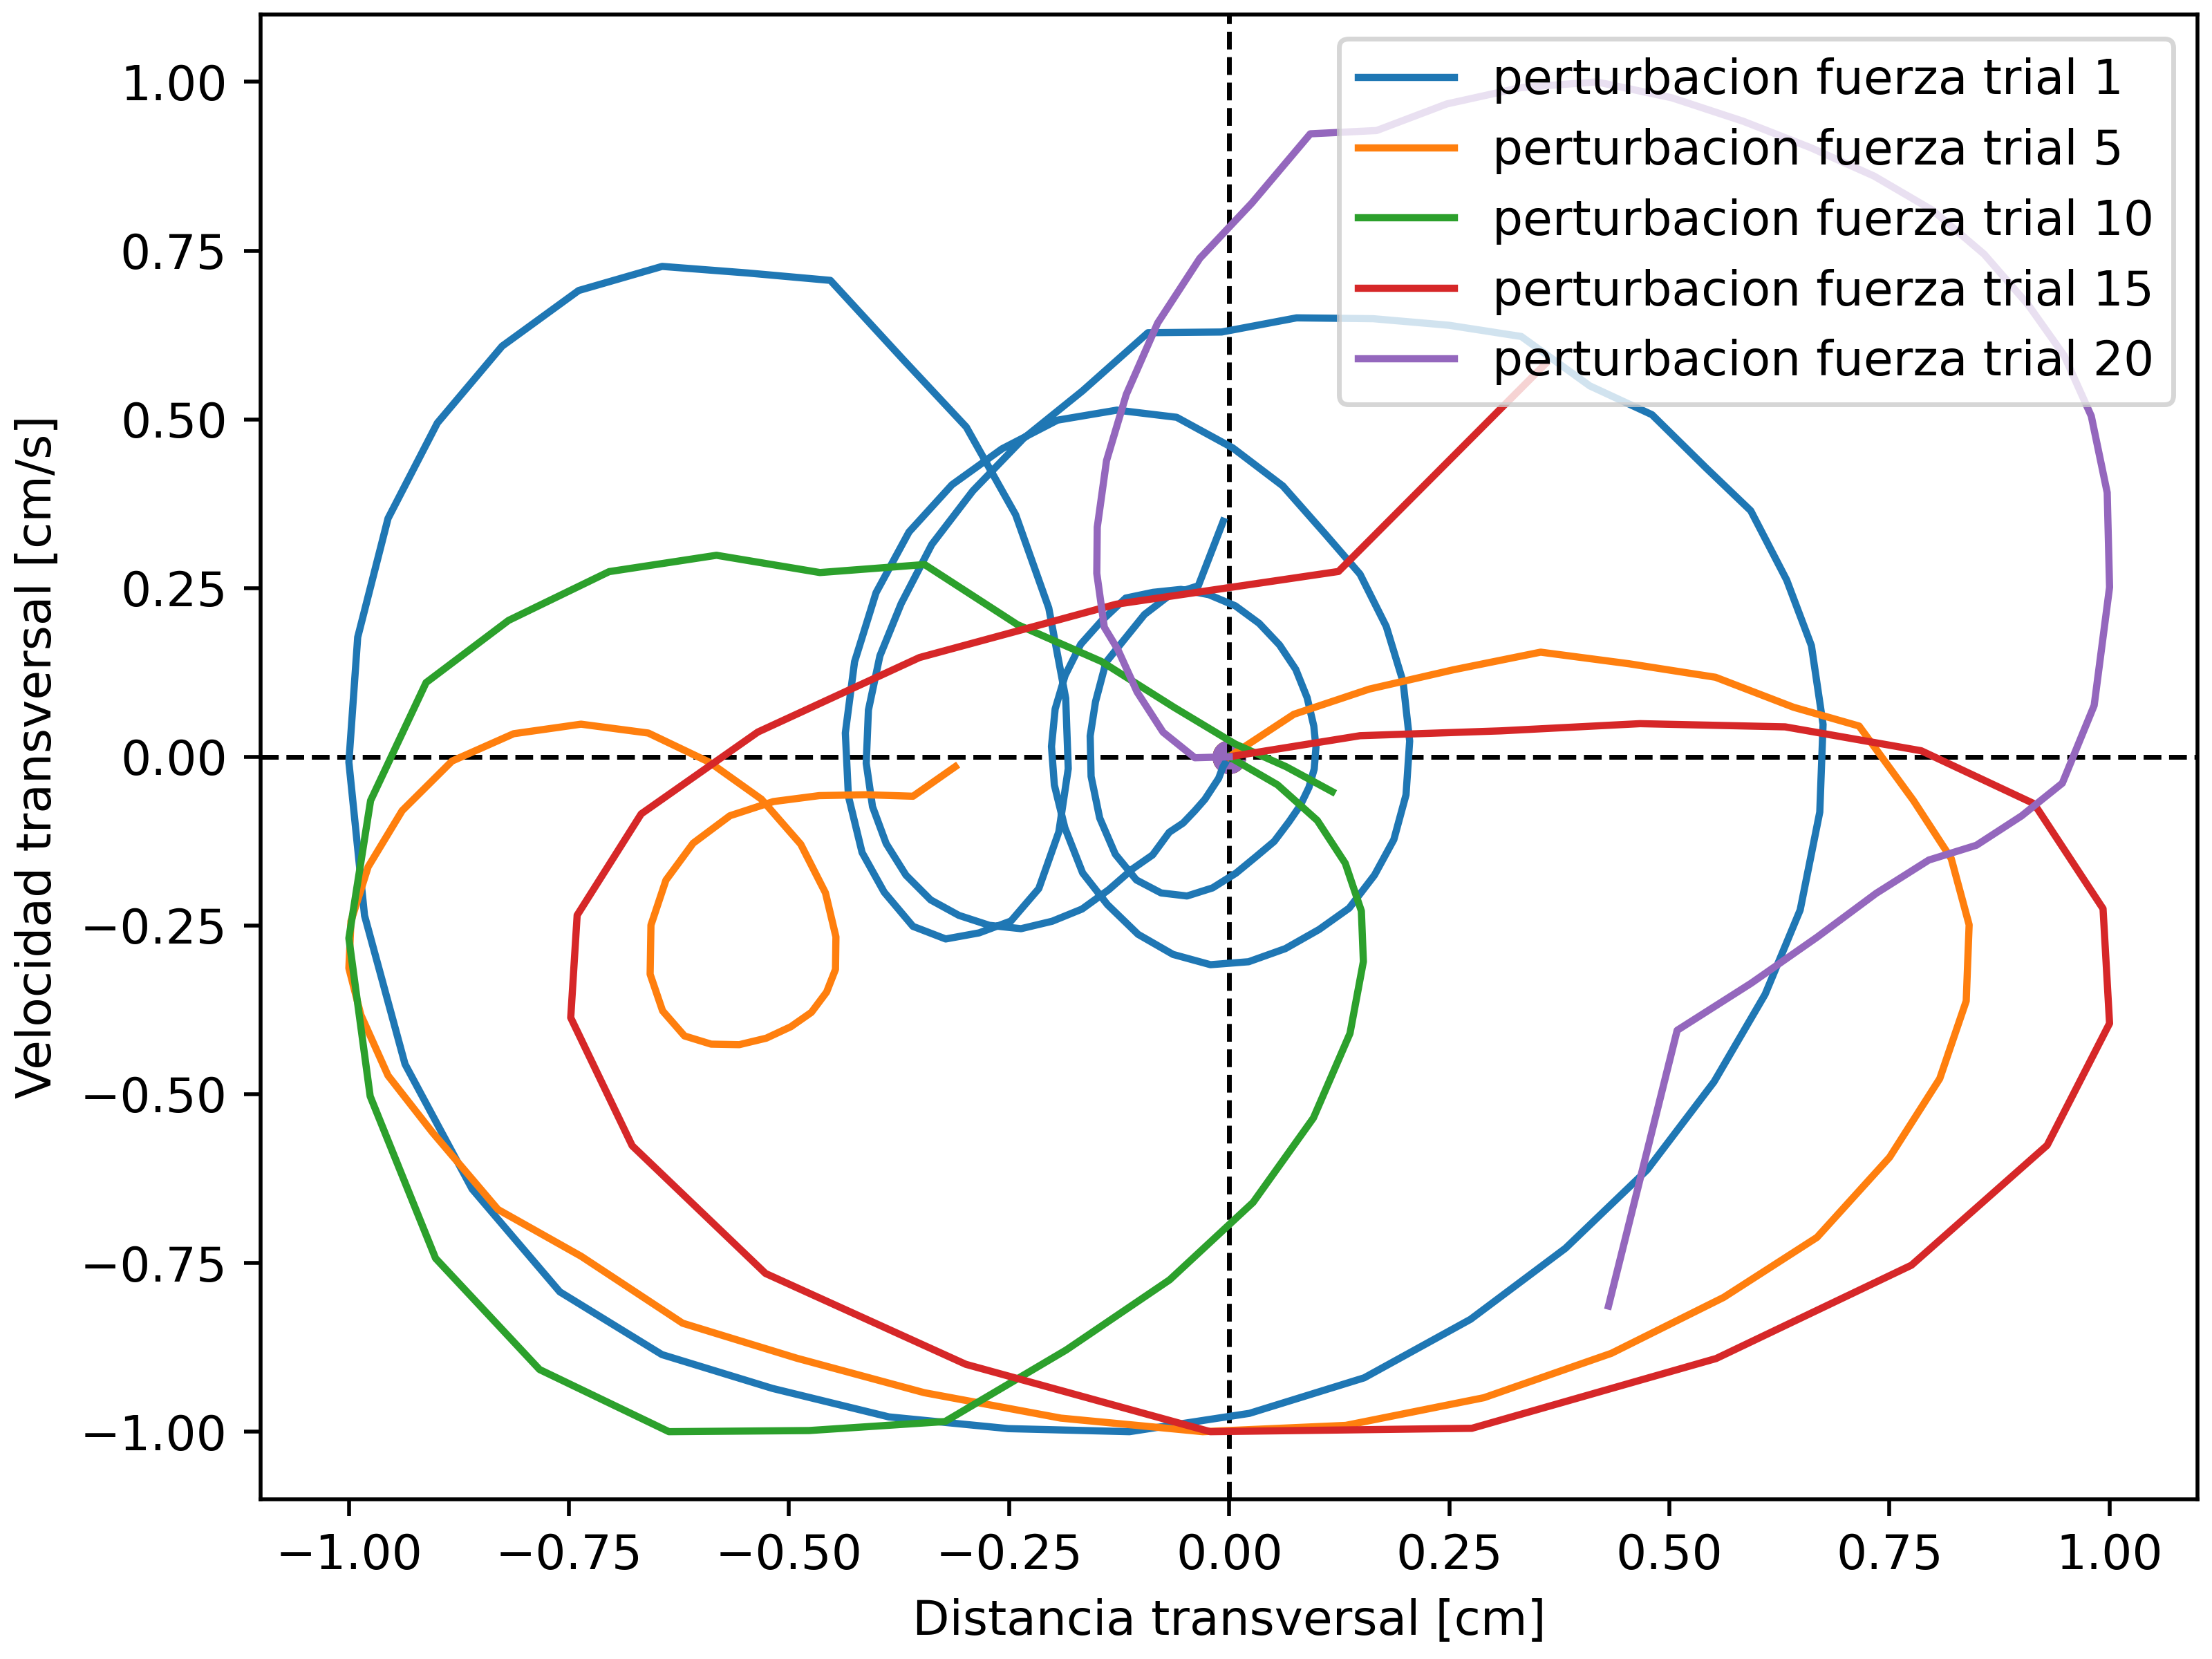 perturbacion fuerza trial 1
perturbacion fuerza trial 5
perturbacion fuerza trial 10
perturbacion fuerza trial 15
perturbacion fuerza trial 20
1.00
0.75
0.50
0.25
0.00
−0.25
−0.50
−0.75
−1.00
Velocidad transversal [cm/s]
−1.00 −0.75 −0.50 −0.25 0.00 0.25 0.50 0.75 1.00
Distancia transversal [cm]